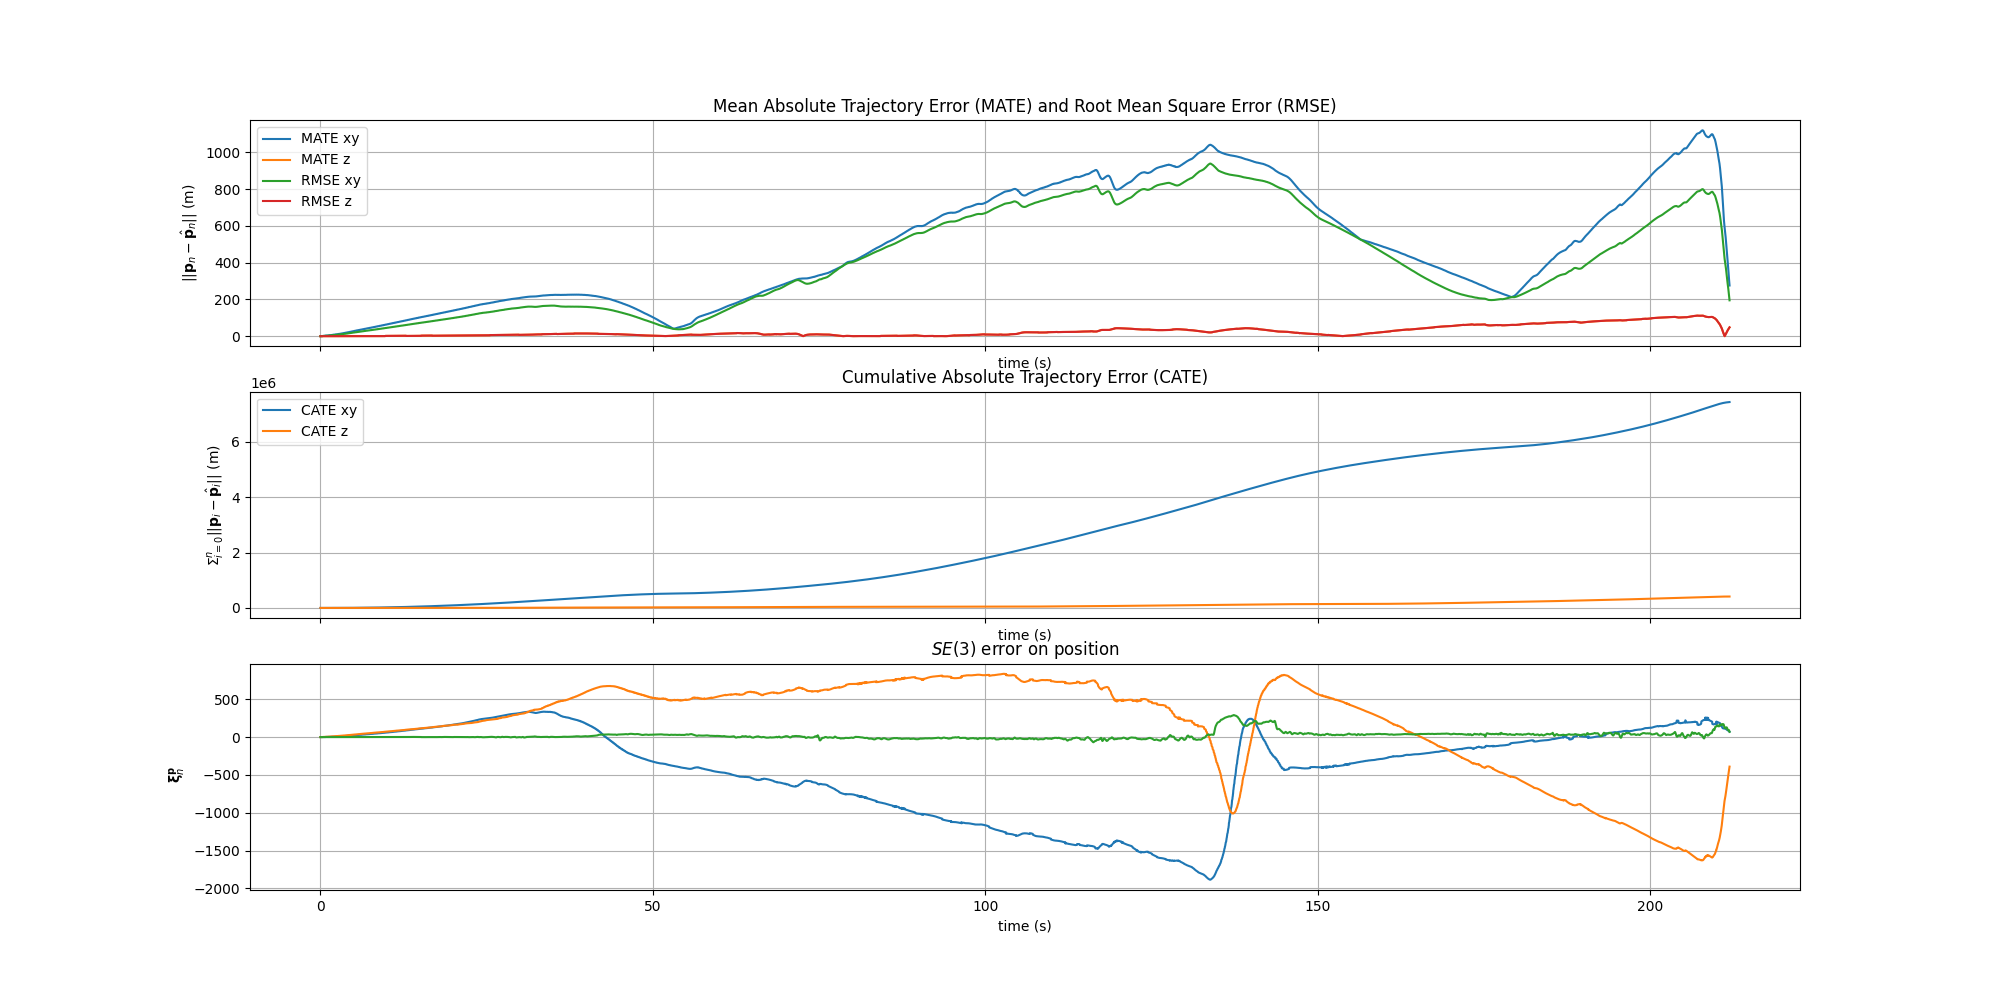 Mean Absolute Trajectory Error (MATE) and Root Mean Square Error (RMSE)
||𝐩ₙ − 𝐩̂ₙ|| (m)
1000
800
600
400
200
0
MATE xy
MATE z
RMSE xy
RMSE z
time (s)
Cumulative Absolute Trajectory Error (CATE)
1e6
Σⁿᵢ₌₀||𝐩ᵢ − 𝐩̂ᵢ|| (m)
6
4
2
0
CATE xy
CATE z
time (s)
SE(3) error on position
ξₙᵖ
500
0
−500
−1000
−1500
−2000
0 50 100 150 200
time (s)